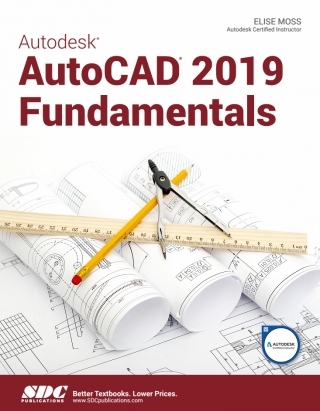 ELISE MOSS
Autodesk Certified Instructor
Autodesk®
AutoCAD® 2019
Fundamentals
AUTODESK
SDC
PUBLICATIONS
Better Textbooks. Lower Prices.
www.SDCpublications.com